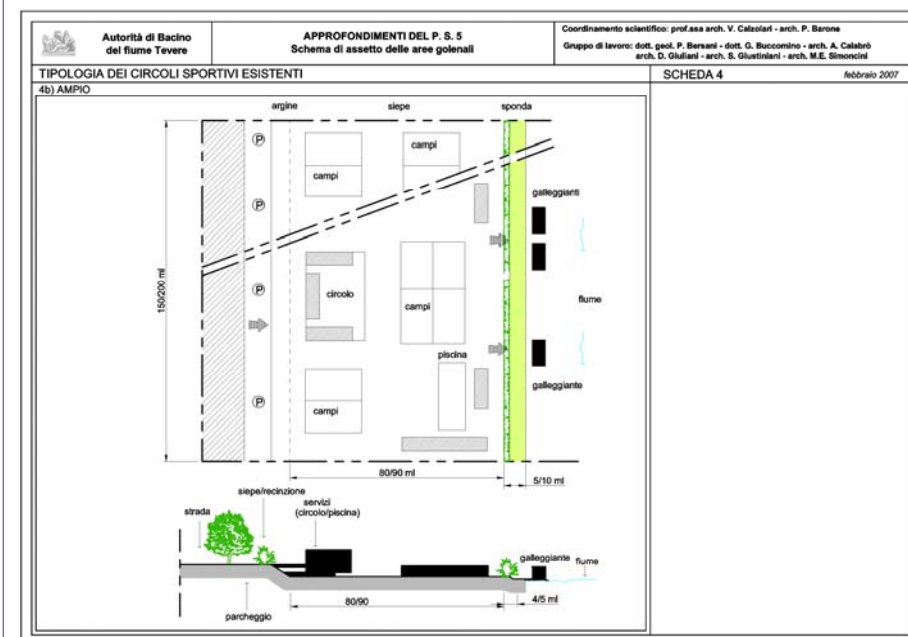 Autorità di Bacino
del fiume Tevere
APPROFONDIMENTI DEL P. S. 5
Schema di assetto delle aree golenali
Coordinamento scientifico: prof.ssa arch. V. Calzolari - arch. P. Barone
Gruppo di lavoro: dott. geol. P. Bersani - dott. G. Buccomino - arch. A. Calabrò
arch. D. Giuliani - arch. S. Giustiniani - arch. M.E. Simoncini
TIPOLOGIA DEI CIRCOLI SPORTIVI ESISTENTI
SCHEDA 4
febbraio 2007
4b) AMPIO
argine
siepe
sponda
P
campi
campi
P
galleggianti
150/200 ml
P
circolo
campi
fiume
piscina
P
campi
galleggiante
80/90 ml
5/10 ml
siepe/recinzione
strada
servizi
(circolo/piscina)
galleggiante
fiume
parcheggio
80/90
4/5 ml